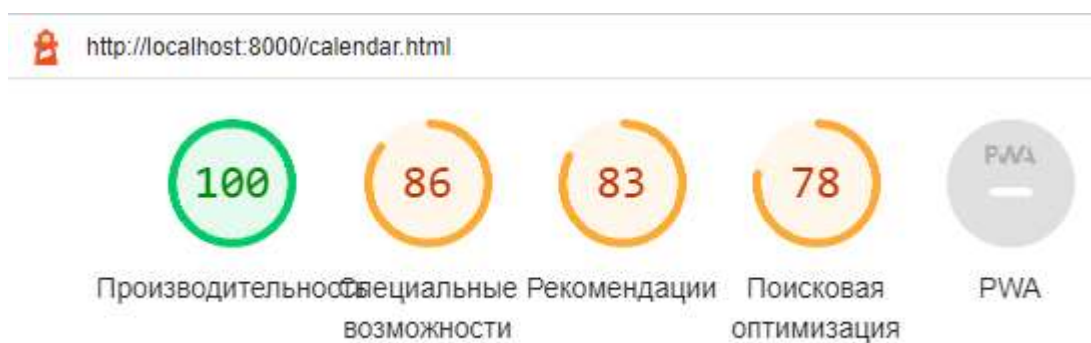 http://localhost:8000/calendar.html
100 86 83 78 PWA
Производительность Специальные Рекомендации Поисковая PWA
возможности оптимизация